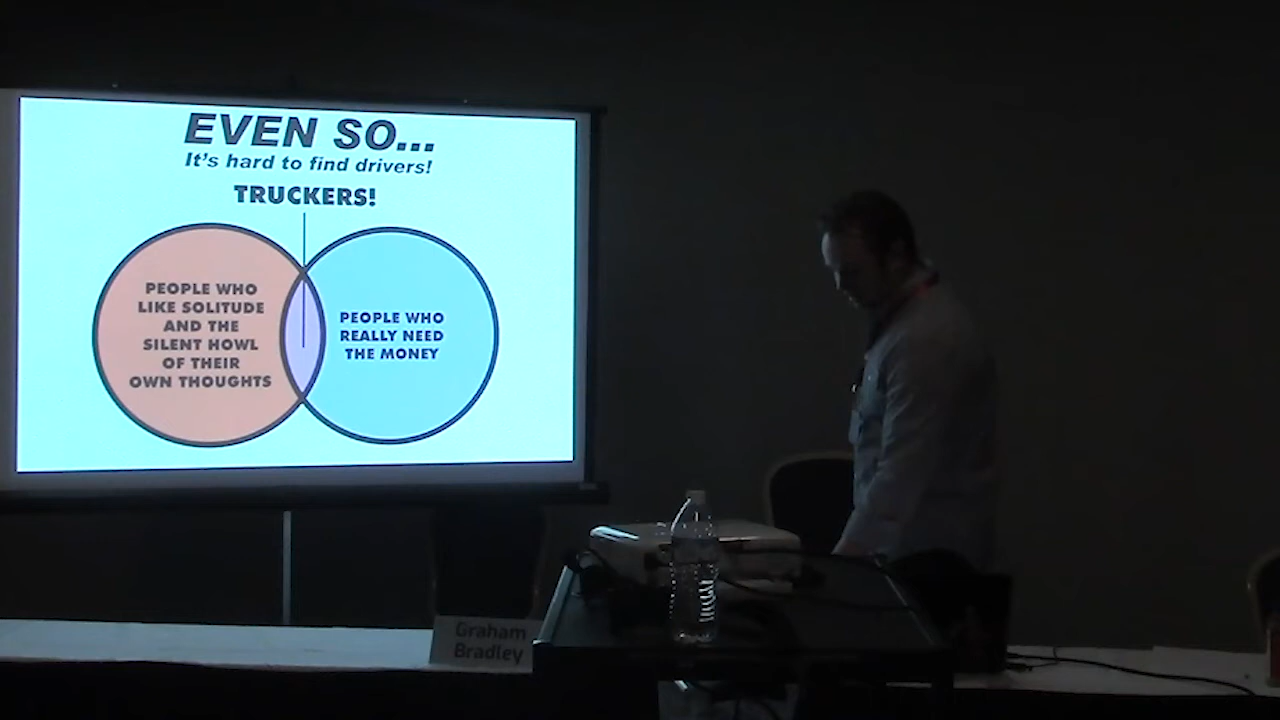 EVEN SO...
It's hard to find drivers!
TRUCKERS!
PEOPLE WHO
LIKE SOLITUDE
AND THE
SILENT HOWL
OF THEIR
OWN THOUGHTS
PEOPLE WHO
REALLY NEED
THE MONEY
Graham
Bradley